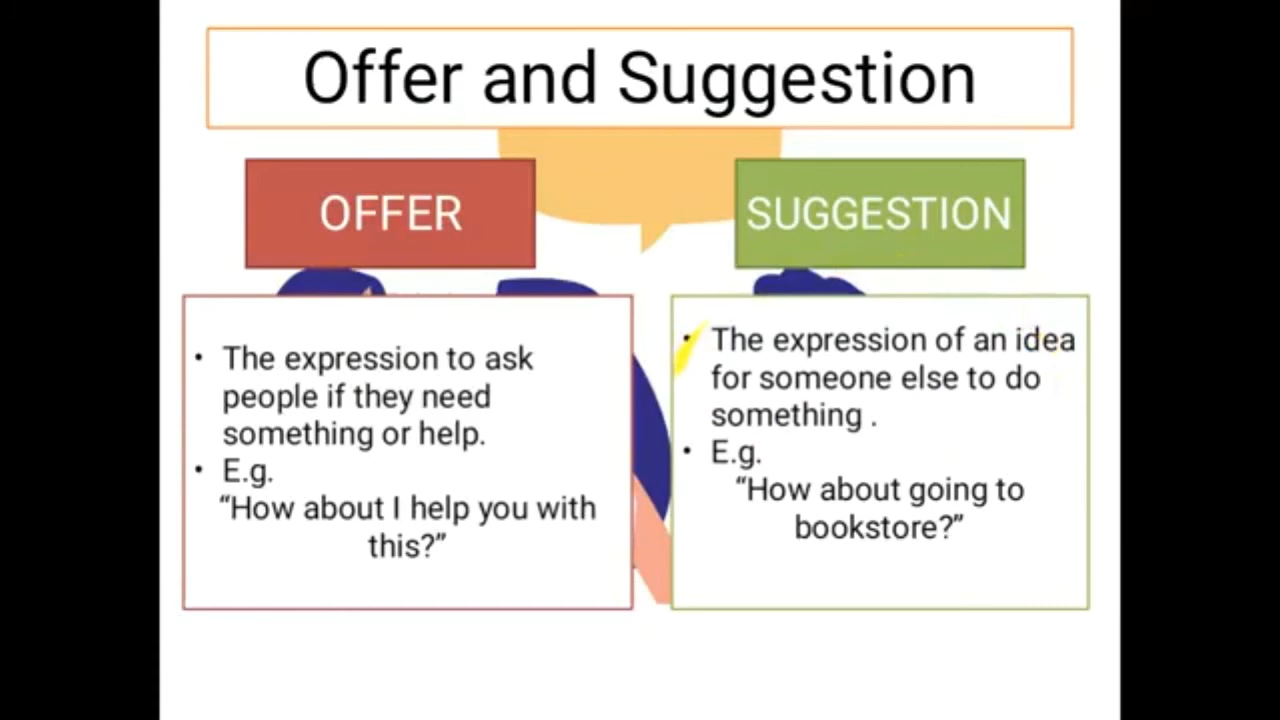 Offer and Suggestion
OFFER
• The expression to ask
people if they need
something or help.
• E.g.
“How about I help you with
this?”
SUGGESTION
• The expression of an idea
for someone else to do
something .
• E.g.
“How about going to
bookstore?”